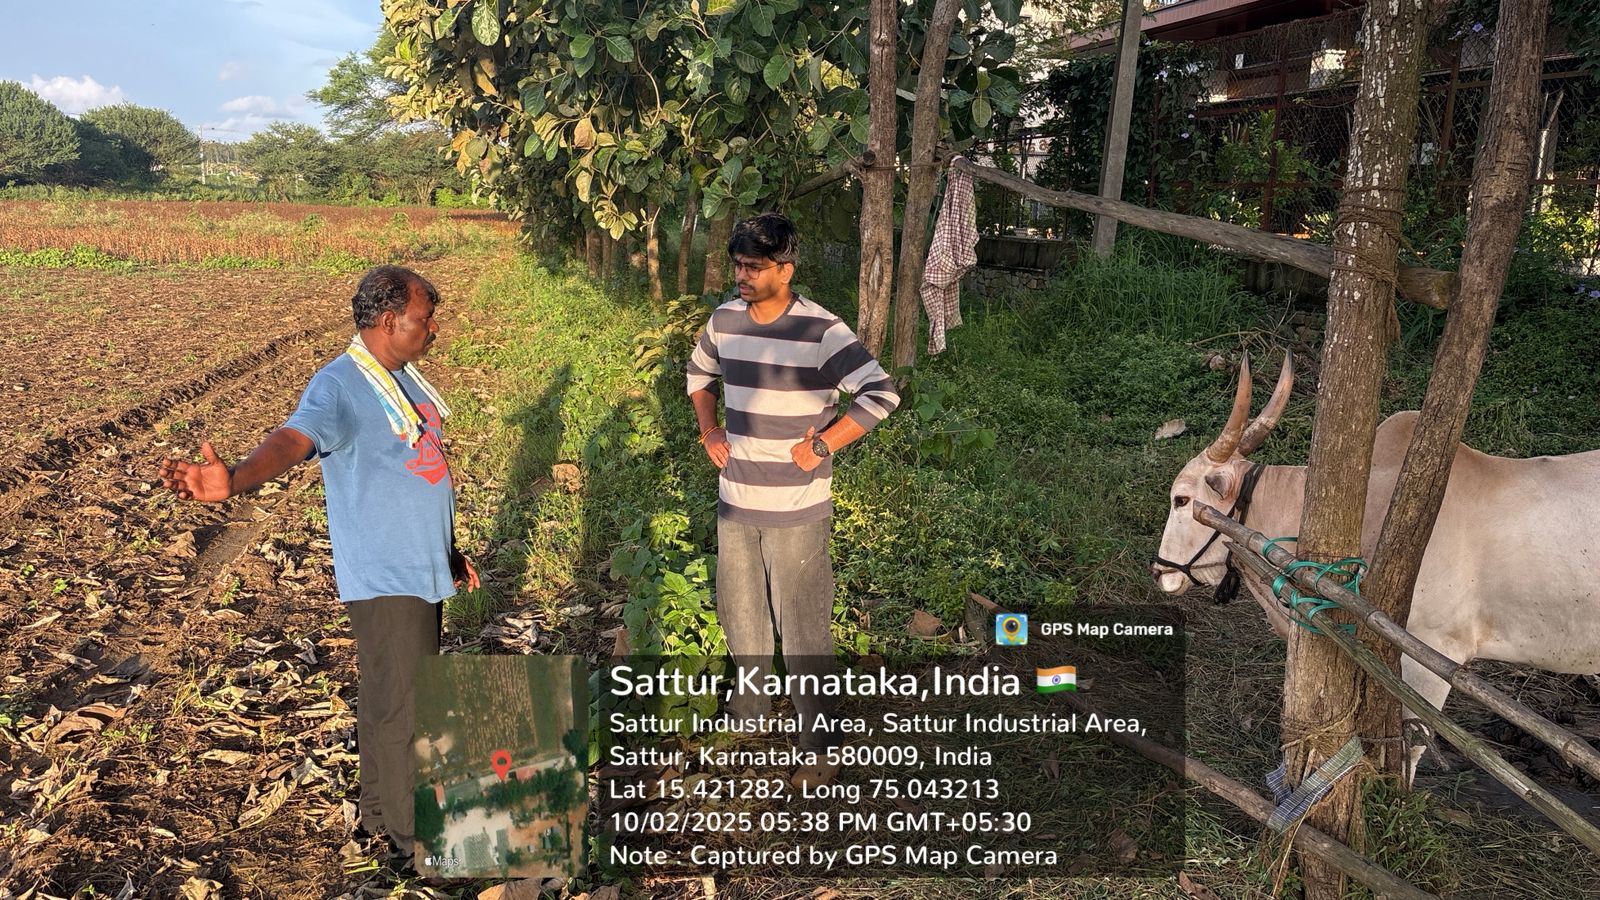 GPS Map Camera
Sattur,Karnataka,India
Sattur Industrial Area, Sattur Industrial Area,
Sattur, Karnataka 580009, India
Lat 15.421282, Long 75.043213
10/02/2025 05:38 PM GMT+05:30
Note : Captured by GPS Map Camera
Maps